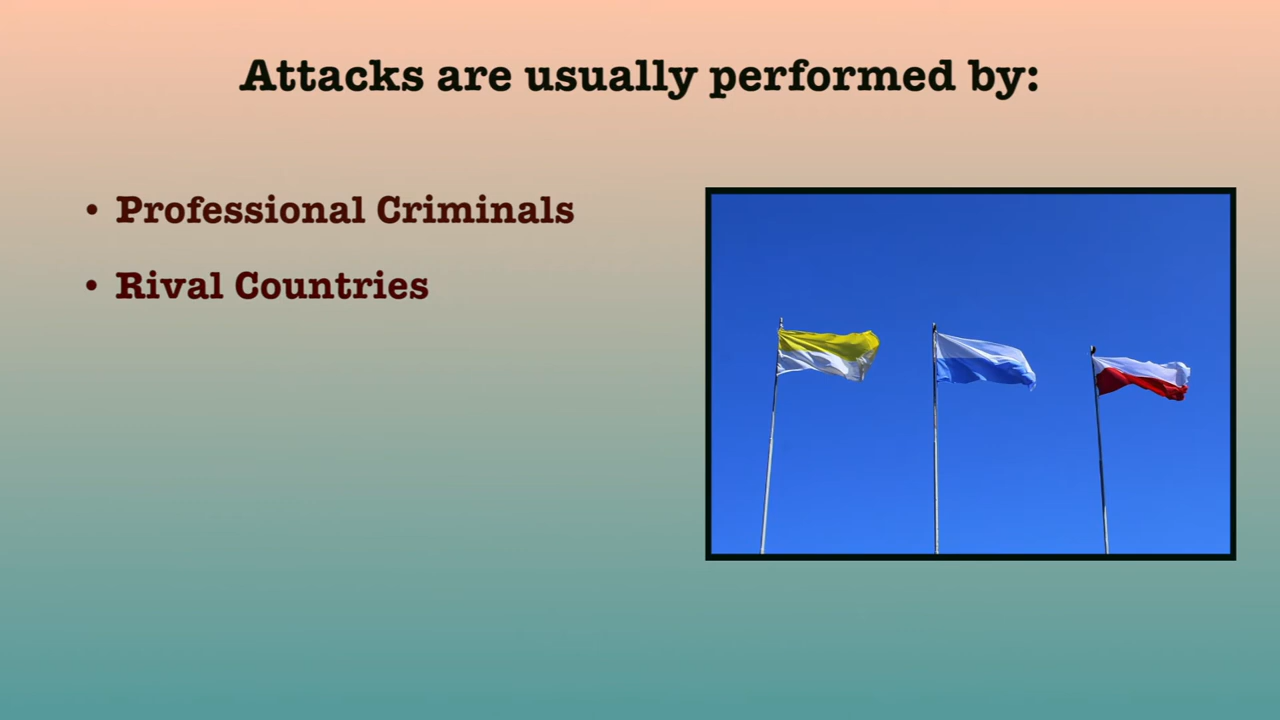 Attacks are usually performed by:
• Professional Criminals
• Rival Countries